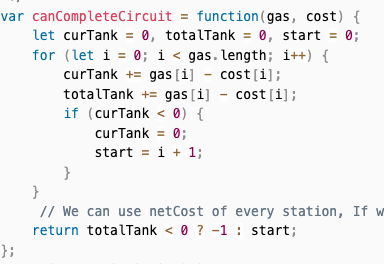 var canCompleteCircuit = function(gas, cost) {
    let curTank = 0, totalTank = 0, start = 0;
    for (let i = 0; i < gas.length; i++) {
        curTank += gas[i] - cost[i];
        totalTank += gas[i] - cost[i];
        if (curTank < 0) {
            curTank = 0;
            start = i + 1;
        }
    }
     // We can use netCost of every station, If w
    return totalTank < 0 ? -1 : start;
};